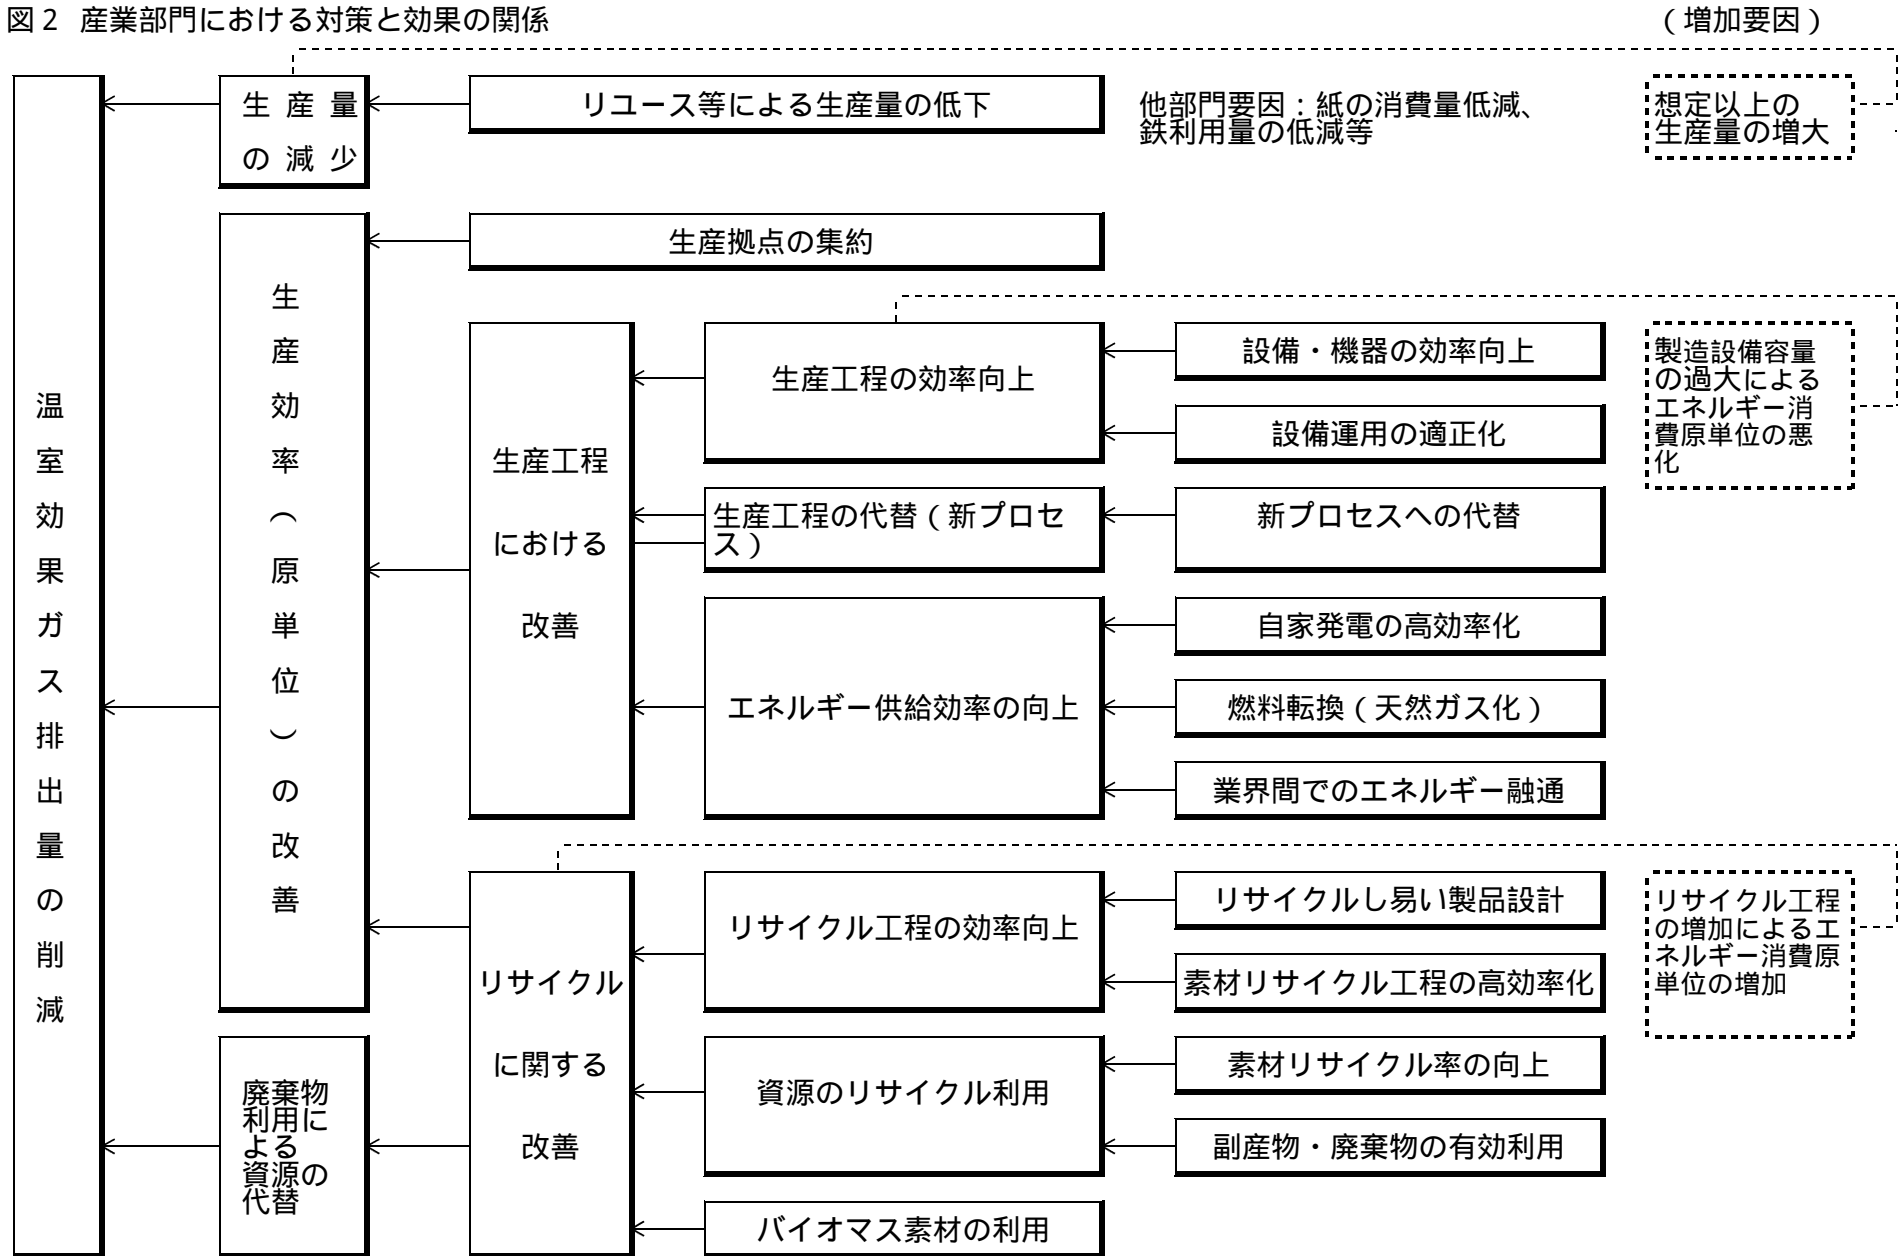 図2 産業部門における対策と効果の関係
(増加要因)
温室効果ガス排出量の削減
生産量
の減少
リユース等による生産量の低下
他部門要因:紙の消費量低減、
鉄利用量の低減等
想定以上の
生産量の増大
生産効率(原単位)の改善
生産拠点の集約
生産工程
における
改善
生産工程の効率向上
設備・機器の効率向上
設備運用の適正化
製造設備容量
の過大による
エネルギー消
費原単位の悪
化
生産工程の代替(新プロセ
ス)
新プロセスへの代替
エネルギー供給効率の向上
自家発電の高効率化
燃料転換(天然ガス化)
業界間でのエネルギー融通
リサイクル
に関する
改善
リサイクル工程の効率向上
リサイクルし易い製品設計
素材リサイクル工程の高効率化
リサイクル工程
の増加によるエ
ネルギー消費原
単位の増加
廃棄物
利用に
よる
資源の
代替
資源のリサイクル利用
素材リサイクル率の向上
副産物・廃棄物の有効利用
バイオマス素材の利用